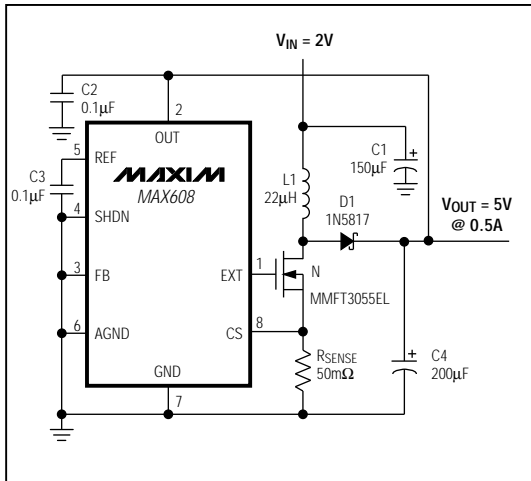 VIN = 2V
C2
0.1µF
2
OUT
5
REF
MAXIM
MAX608
C3
0.1µF
4
SHDN
3
FB
EXT
1
6
AGND
CS
8
GND
7
L1
22µH
C1
150µF
+
D1
1N5817
VOUT = 5V
@ 0.5A
N
MMFT3055EL
RSENSE
50mΩ
+
C4
200µF